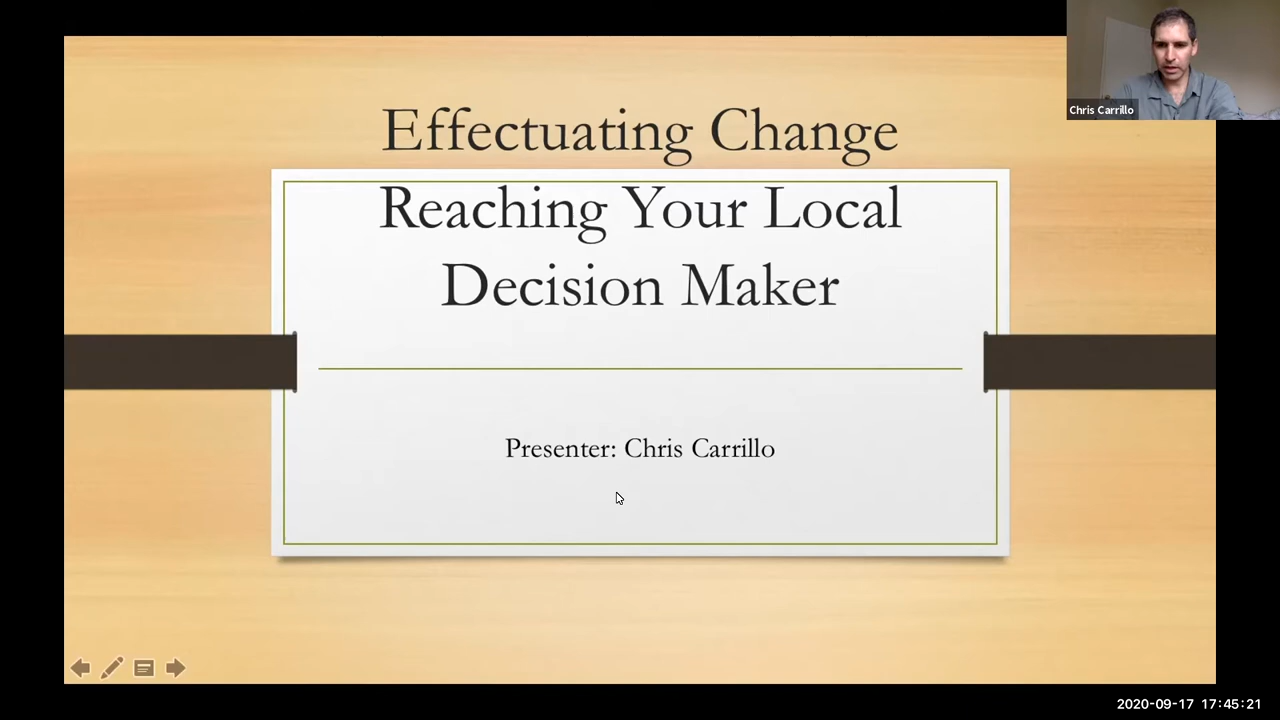 Effectuating Change
Reaching Your Local
Decision Maker
Presenter: Chris Carrillo
Chris Carrillo
2020-09-17 17:45:21